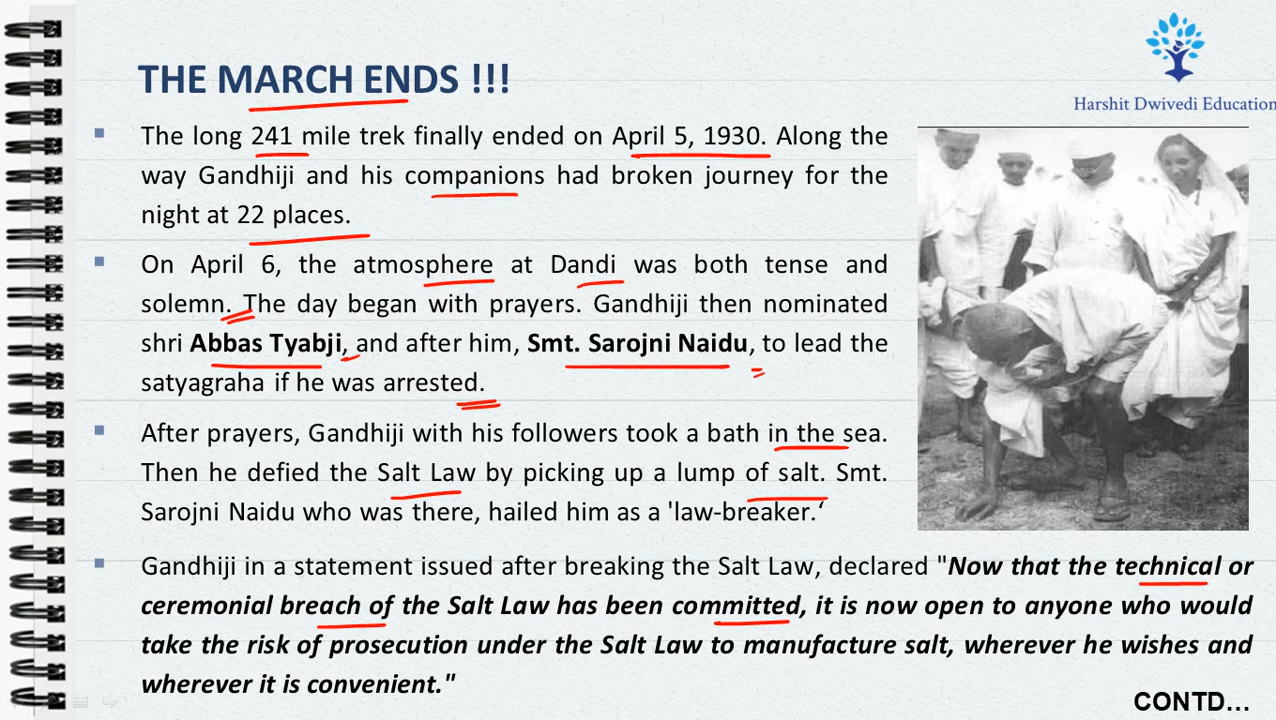 THE MARCH ENDS !!!
Harshit Dwivedi Education
▪ The long 241 mile trek finally ended on April 5, 1930. Along the
way Gandhiji and his companions had broken journey for the
night at 22 places.
▪ On April 6, the atmosphere at Dandi was both tense and
solemn. The day began with prayers. Gandhiji then nominated
shri Abbas Tyabji, and after him, Smt. Sarojni Naidu, to lead the
satyagraha if he was arrested.
▪ After prayers, Gandhiji with his followers took a bath in the sea.
Then he defied the Salt Law by picking up a lump of salt. Smt.
Sarojni Naidu who was there, hailed him as a 'law-breaker.‘
▪ Gandhiji in a statement issued after breaking the Salt Law, declared "Now that the technical or
ceremonial breach of the Salt Law has been committed, it is now open to anyone who would
take the risk of prosecution under the Salt Law to manufacture salt, wherever he wishes and
wherever it is convenient."
CONTD...